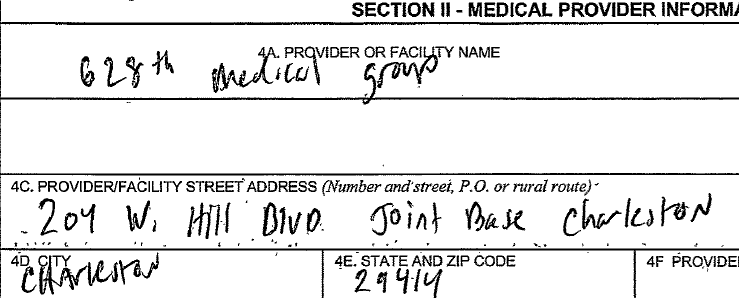 SECTION II - MEDICAL PROVIDER INFORMA
4A. PROVIDER OR FACILITY NAME
628th Medical group
4C. PROVIDER/FACILITY STREET ADDRESS (Number and street, P.O. or rural route)
204 W. Hill Blvd. Joint Base Charleston
4D. CITY
CHArleston
4E. STATE AND ZIP CODE
29414
4F PROVIDE